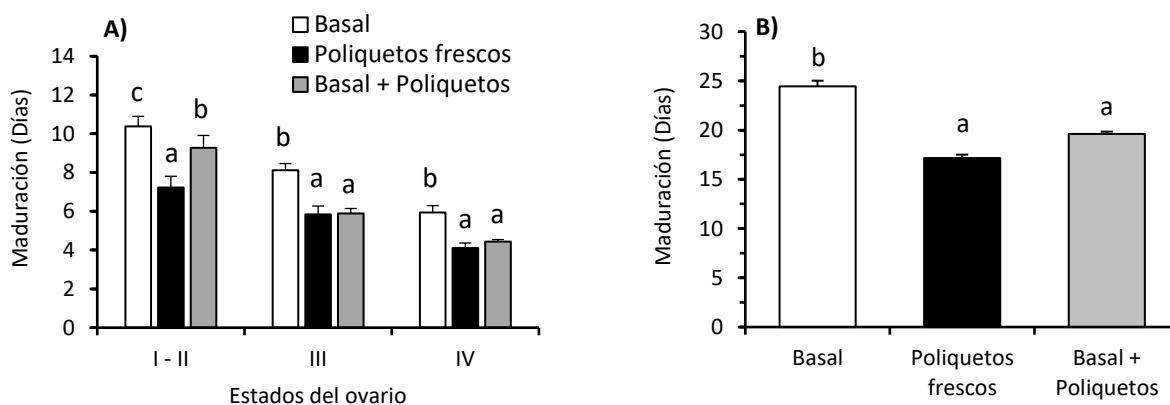 A)
Basal
Poliquetos frescos
Basal + Poliquetos
Maduración (Días)
14
12
10
8
6
4
2
0
c
a
b
b
a
a
b
a
a
I - II
III
IV
Estados del ovario
B)
Maduración (Días)
30
25
20
15
10
5
0
b
a
a
Basal
Poliquetos
frescos
Basal +
Poliquetos